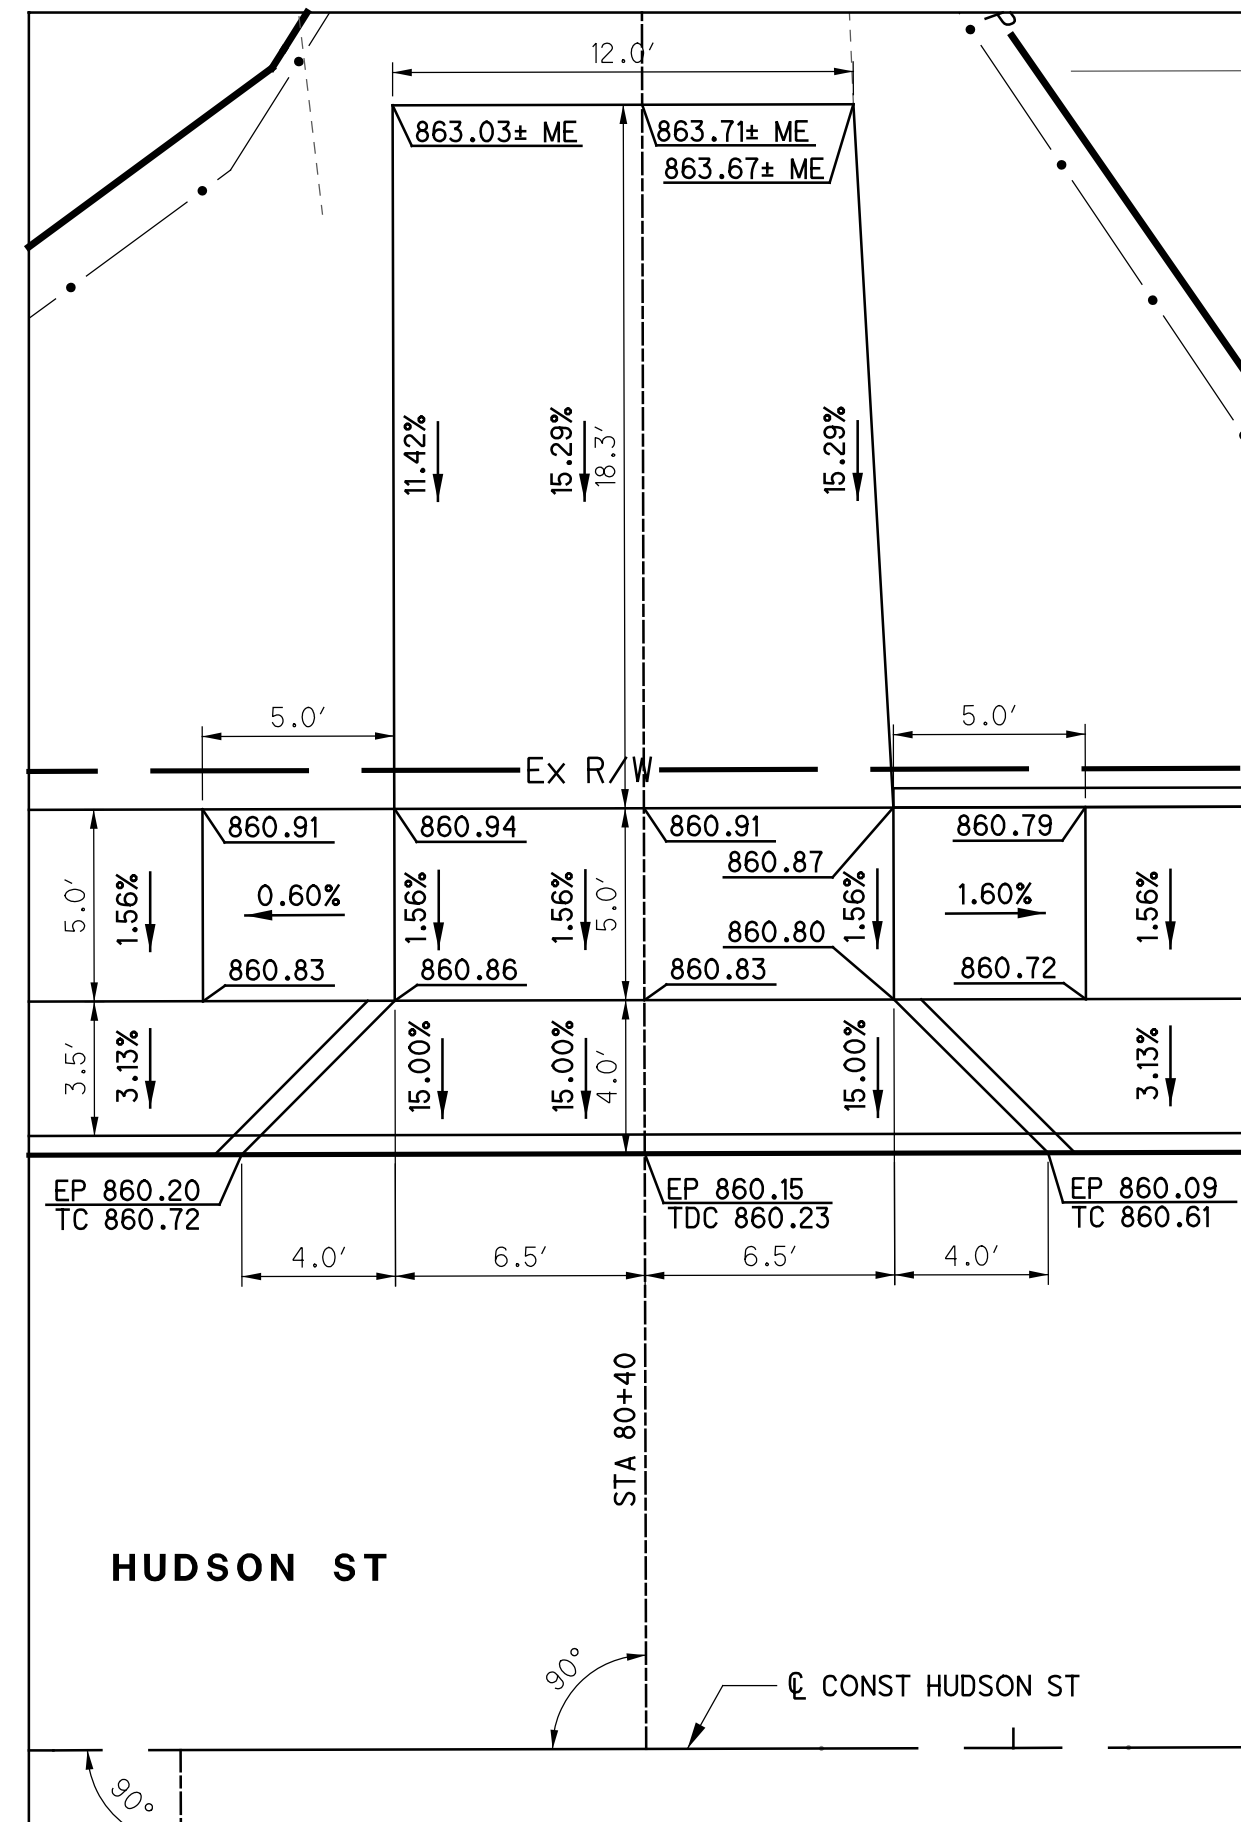 P
12.0'
863.03± ME
863.71± ME
863.67± ME
11.42%
15.29%
18.3'
15.29%
5.0'
5.0'
Ex R/W
860.91
860.94
860.91
860.79
860.87
5.0'
1.56%
0.60%
1.56%
1.56%
5.0'
1.56%
1.60%
1.56%
860.80
860.83
860.86
860.83
860.72
3.5'
3.13%
15.00%
15.00%
4.0'
15.00%
3.13%
EP 860.20
TC 860.72
EP 860.15
TDC 860.23
EP 860.09
TC 860.61
4.0'
6.5'
6.5'
4.0'
STA 80+40
HUDSON ST
90°
℄ CONST HUDSON ST
90°